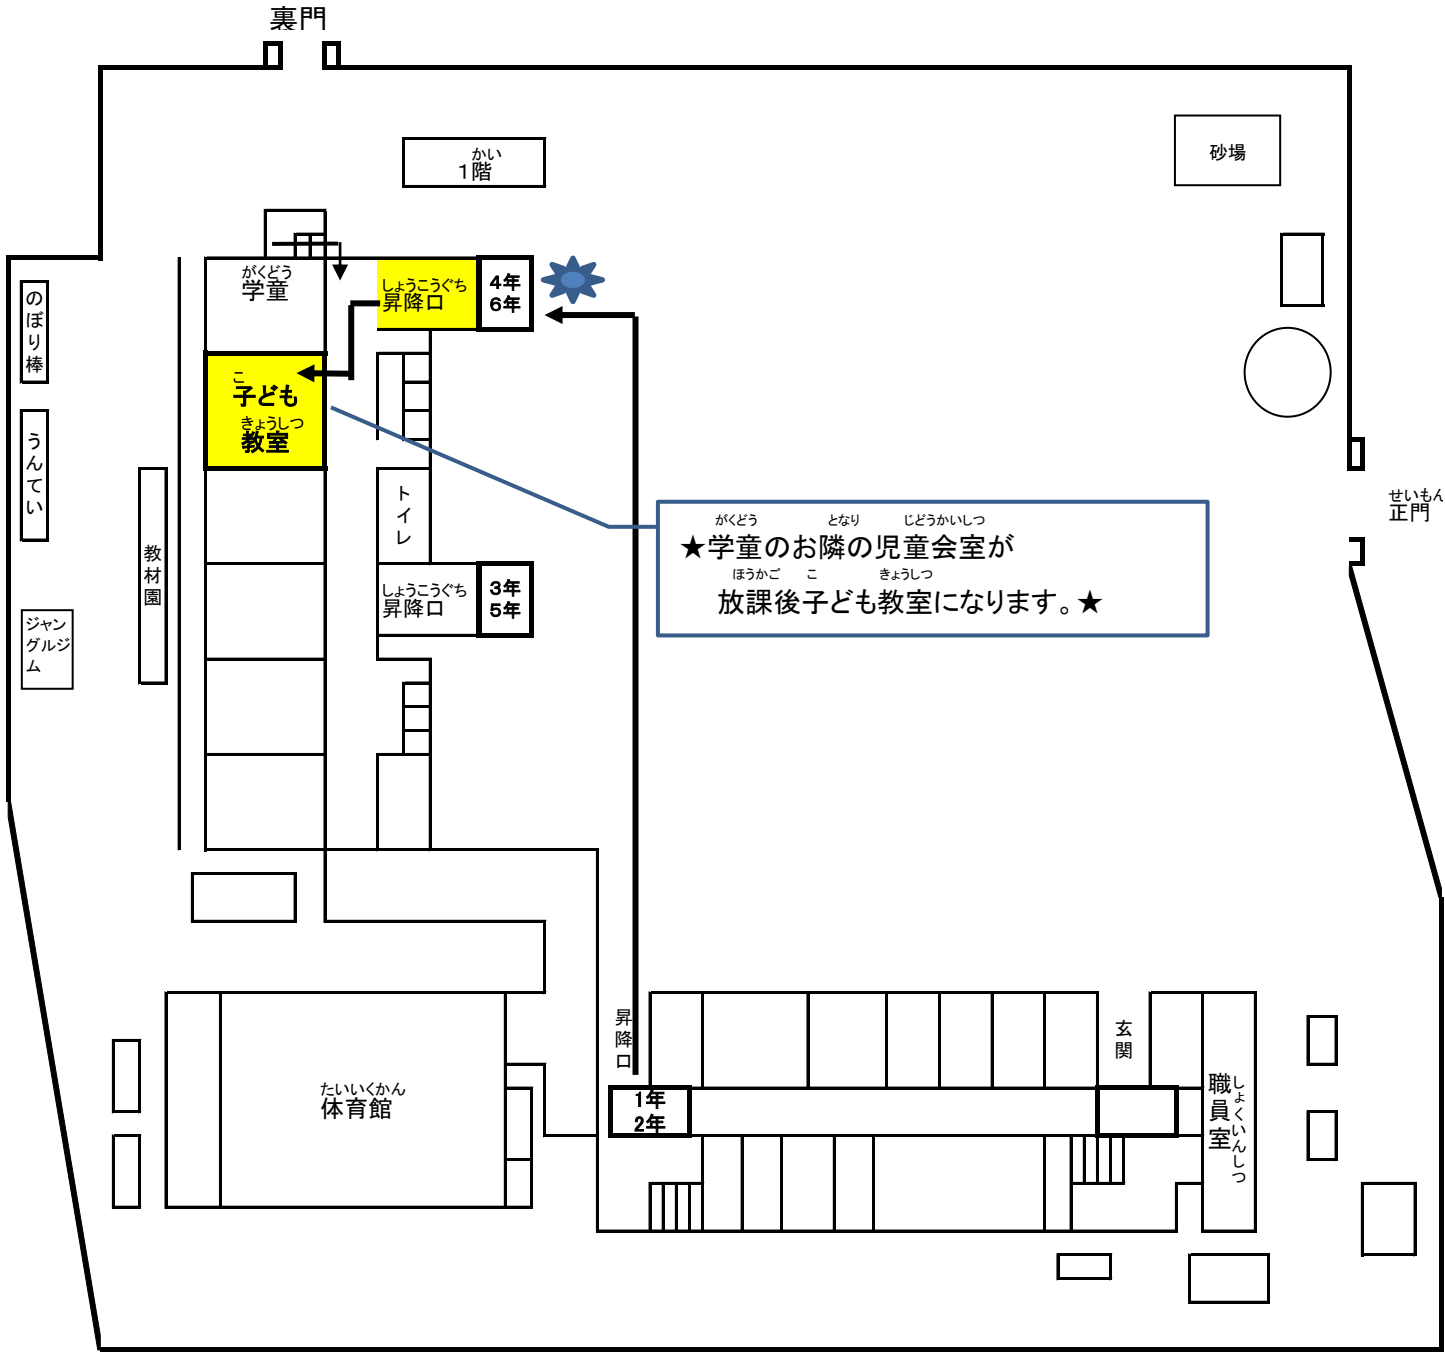 裏門
かい
１階
砂場
がくどう
学童
しょうこうぐち
昇降口
4年
6年
のぼり棒
こ
子ども
きょうしつ
教室
うんてい
トイレ
せいもん
正門
がくどう となり じどうかいしつ
★学童のお隣の児童会室が
ほうかご こ きょうしつ
放課後子ども教室になります。★
教材園
しょうこうぐち
昇降口
3年
5年
ジャン
グルジ
ム
昇降口
玄関
たいいくかん
体育館
1年
2年
職員室
しょくいんしつ